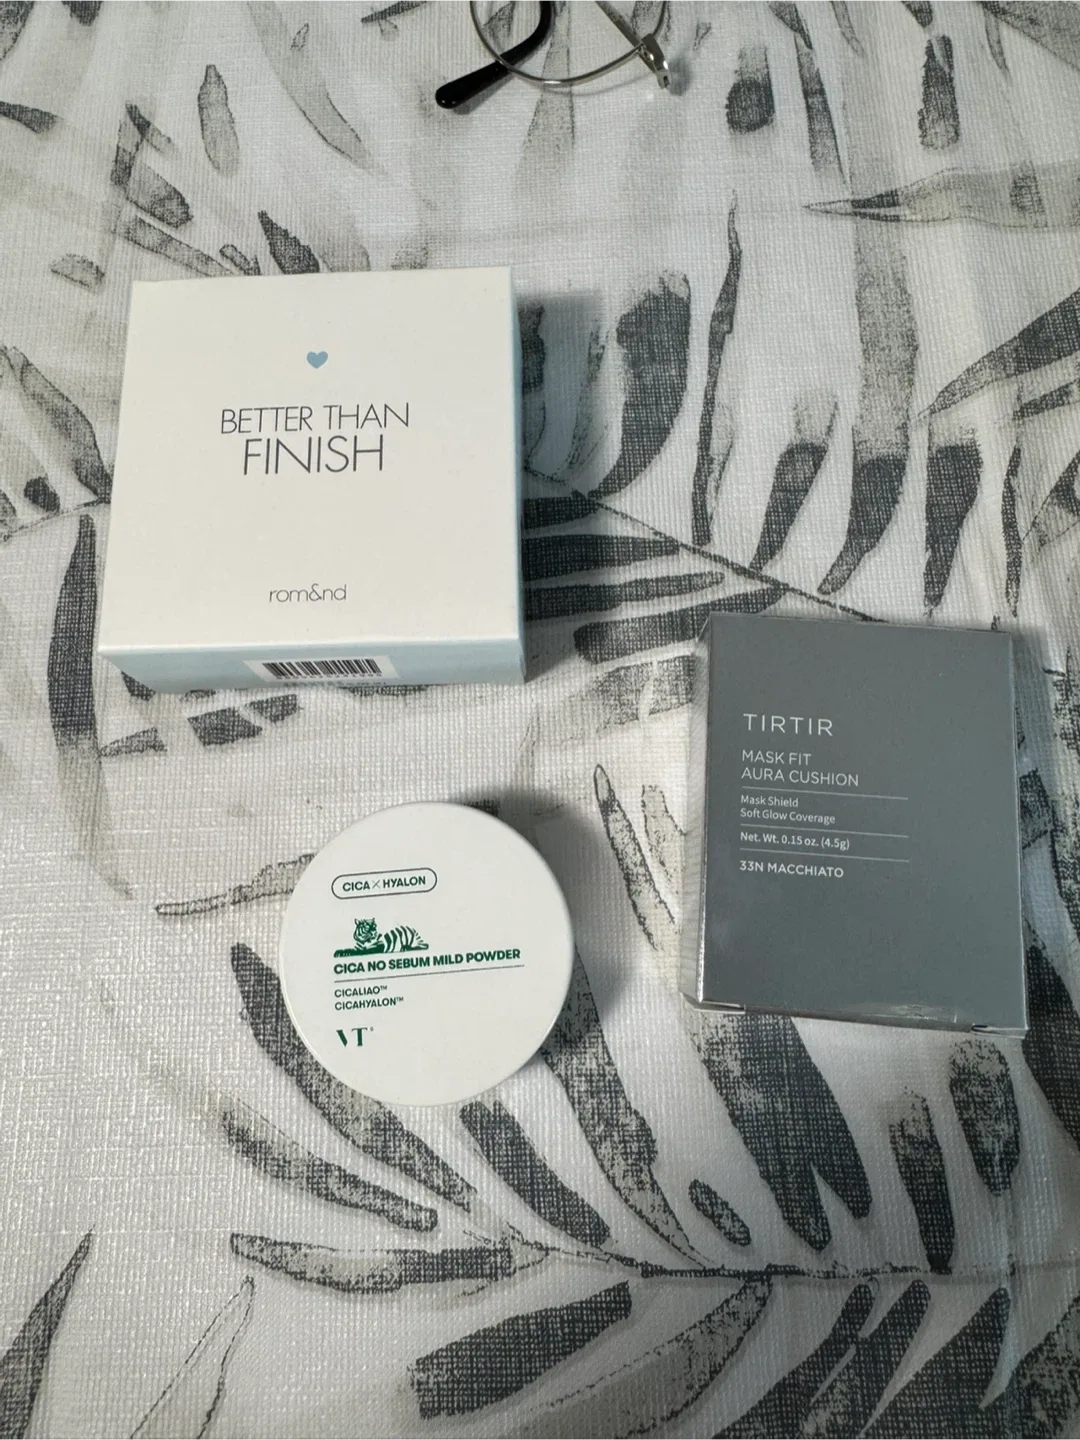 BETTER THAN
FINISH
rom&nd
TIRTIR
MASK FIT
AURA CUSHION
Mask Shield
Soft Glow Coverage
Net. Wt. 0.15 oz. (4.5g)
33N MACCHIATO
CICA×HYALON
CICA NO SEBUM MILD POWDER
CICALIAO™
CICAHYALON™
VT®